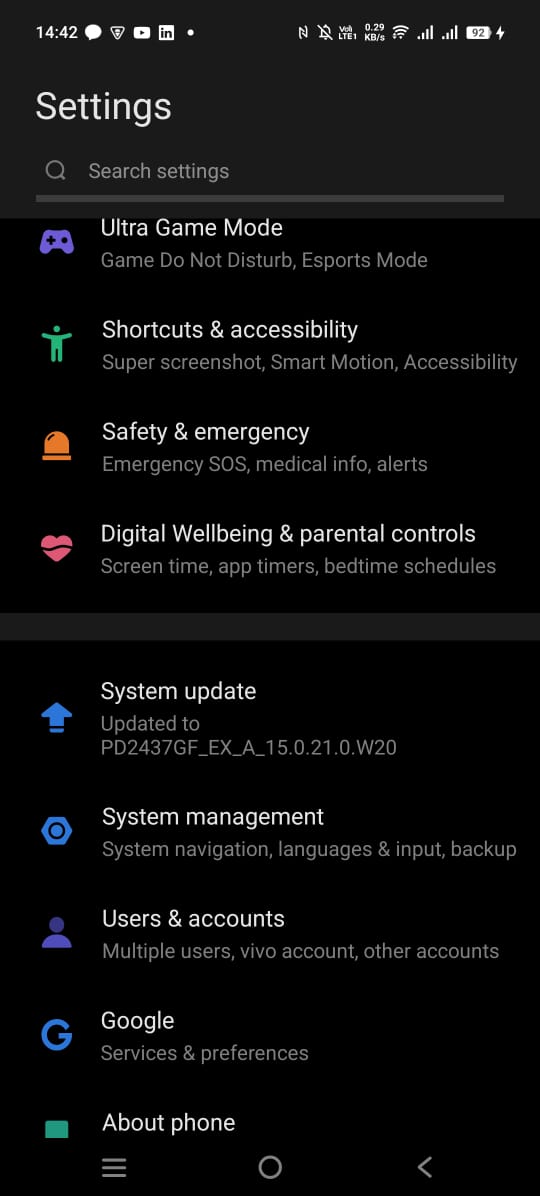 14:42
VoD
LTE1
0.29
KB/s
92
Settings
Search settings
Ultra Game Mode
Game Do Not Disturb, Esports Mode
Shortcuts & accessibility
Super screenshot, Smart Motion, Accessibility
Safety & emergency
Emergency SOS, medical info, alerts
Digital Wellbeing & parental controls
Screen time, app timers, bedtime schedules
System update
Updated to
PD2437GF_EX_A_15.0.21.0.W20
System management
System navigation, languages & input, backup
Users & accounts
Multiple users, vivo account, other accounts
Google
Services & preferences
About phone